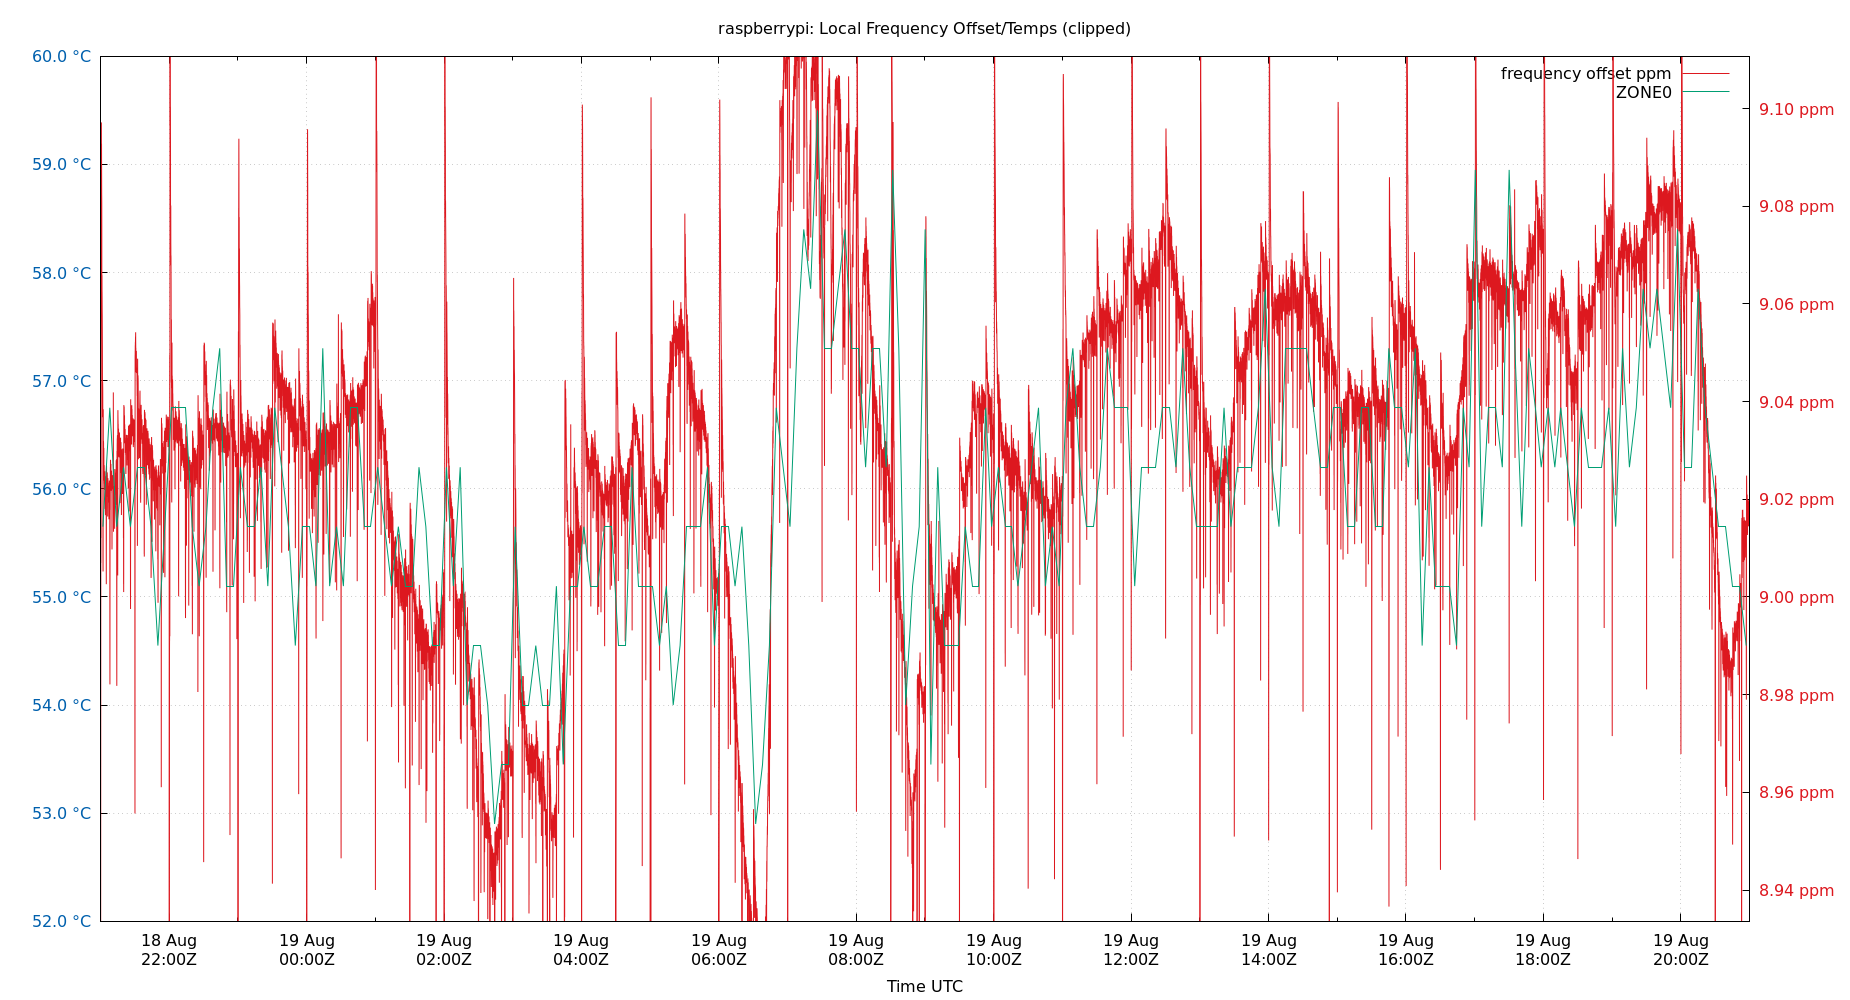 raspberrypi: Local Frequency Offset/Temps (clipped)
60.0 °C
59.0 °C
58.0 °C
57.0 °C
56.0 °C
55.0 °C
54.0 °C
53.0 °C
52.0 °C
frequency offset ppm
ZONE0
9.10 ppm
9.08 ppm
9.06 ppm
9.04 ppm
9.02 ppm
9.00 ppm
8.98 ppm
8.96 ppm
8.94 ppm
18 Aug 19 Aug 19 Aug 19 Aug 19 Aug 19 Aug 19 Aug 19 Aug 19 Aug 19 Aug 19 Aug 19 Aug
22:00Z 00:00Z 02:00Z 04:00Z 06:00Z 08:00Z 10:00Z 12:00Z 14:00Z 16:00Z 18:00Z 20:00Z
Time UTC